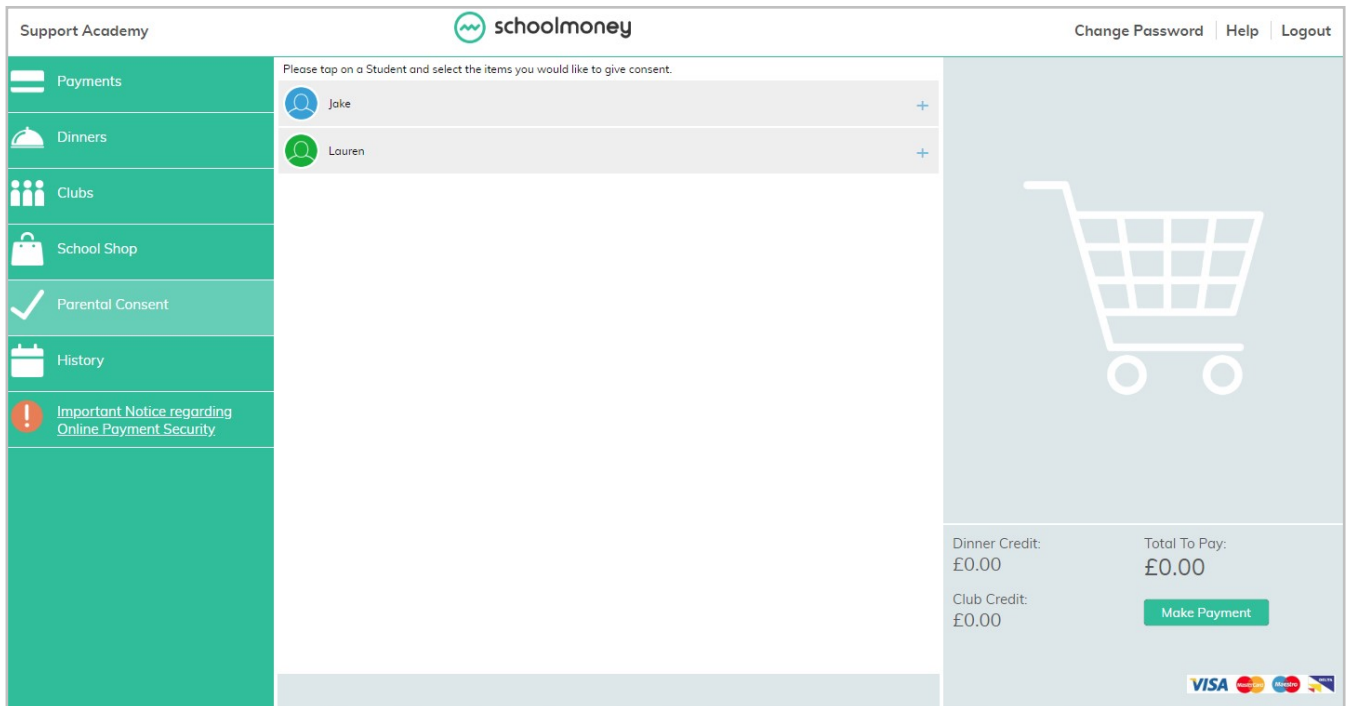 Support Academy
schoolmoney
Change Password Help Logout
Payments
Dinners
Clubs
School Shop
Parental Consent
History
Important Notice regarding
Online Payment Security
Please tap on a Student and select the items you would like to give consent.
Jake +
Lauren +
Dinner Credit:
£0.00
Total To Pay:
£0.00
Club Credit:
£0.00
Make Payment
VISA MasterCard Maestro